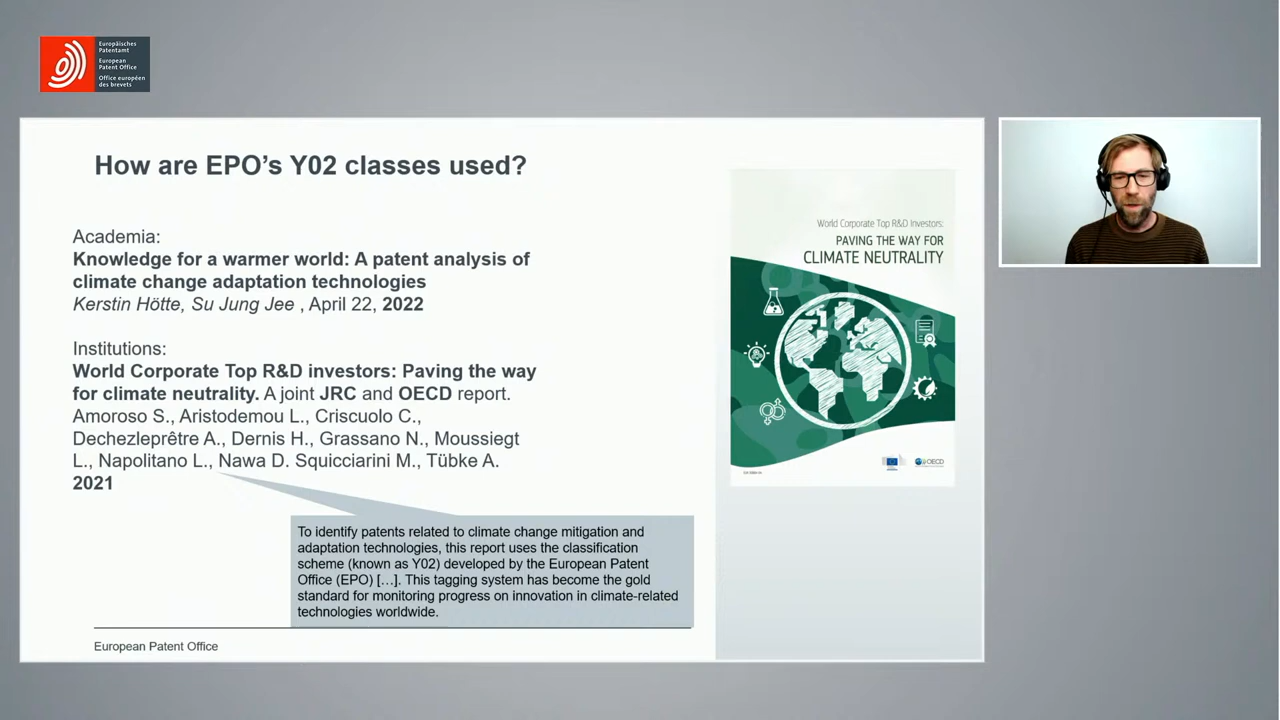 Europäisches
Patentamt
European
Patent Office
Office européen
des brevets
How are EPO's Y02 classes used?
Academia:
Knowledge for a warmer world: A patent analysis of
climate change adaptation technologies
Kerstin Hötte, Su Jung Jee , April 22, 2022
Institutions:
World Corporate Top R&D investors: Paving the way
for climate neutrality. A joint JRC and OECD report.
Amoroso S., Aristodemou L., Criscuolo C.,
Dechezleprêtre A., Dernis H., Grassano N., Moussiegt
L., Napolitano L., Nawa D. Squicciarini M., Tübke A.
2021
To identify patents related to climate change mitigation and
adaptation technologies, this report uses the classification
scheme (known as Y02) developed by the European Patent
Office (EPO) […]. This tagging system has become the gold
standard for monitoring progress on innovation in climate-related
technologies worldwide.
European Patent Office
World Corporate Top R&D Investors:
PAVING THE WAY FOR
CLIMATE NEUTRALITY
OECD